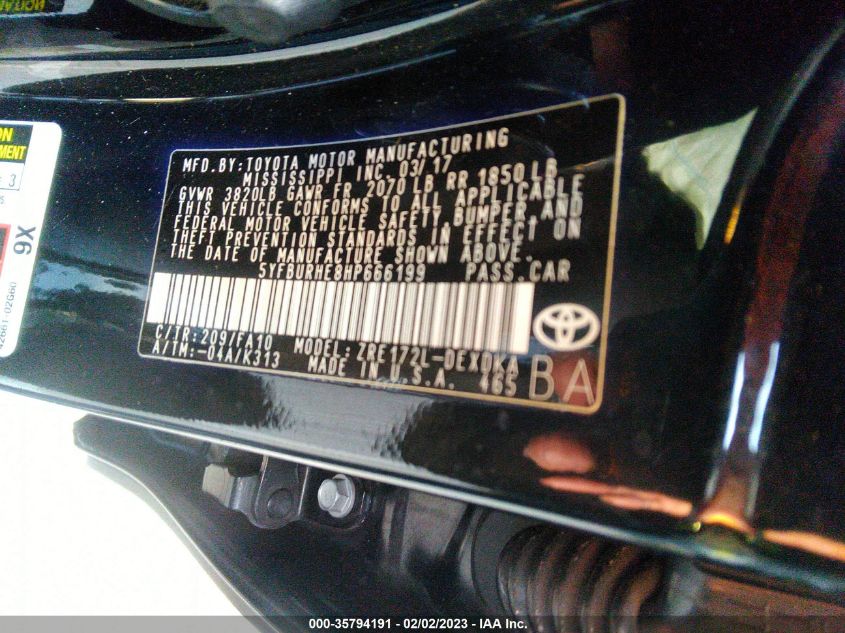 MFD. BY: TOYOTA MOTOR MANUFACTURING
MISSISSIPPI INC. 03/17
GVWR 3820LB GAWR FR 2070 LB RR 1850 LB
THIS VEHICLE CONFORMS TO ALL APPLICABLE
FEDERAL MOTOR VEHICLE SAFETY, BUMPER, AND
THEFT PREVENTION STANDARDS IN EFFECT ON
THE DATE OF MANUFACTURE SHOWN ABOVE.
5YFBURHE8HP666199 PASS. CAR
C/TR: 209/FA10 MODEL: ZRE172L-DEXDKA
A/TM: -04A/K313 MADE IN U.S.A. 465
BA
3
9X
42661-02G60
000-35794191 - 02/02/2023 - IAA Inc.